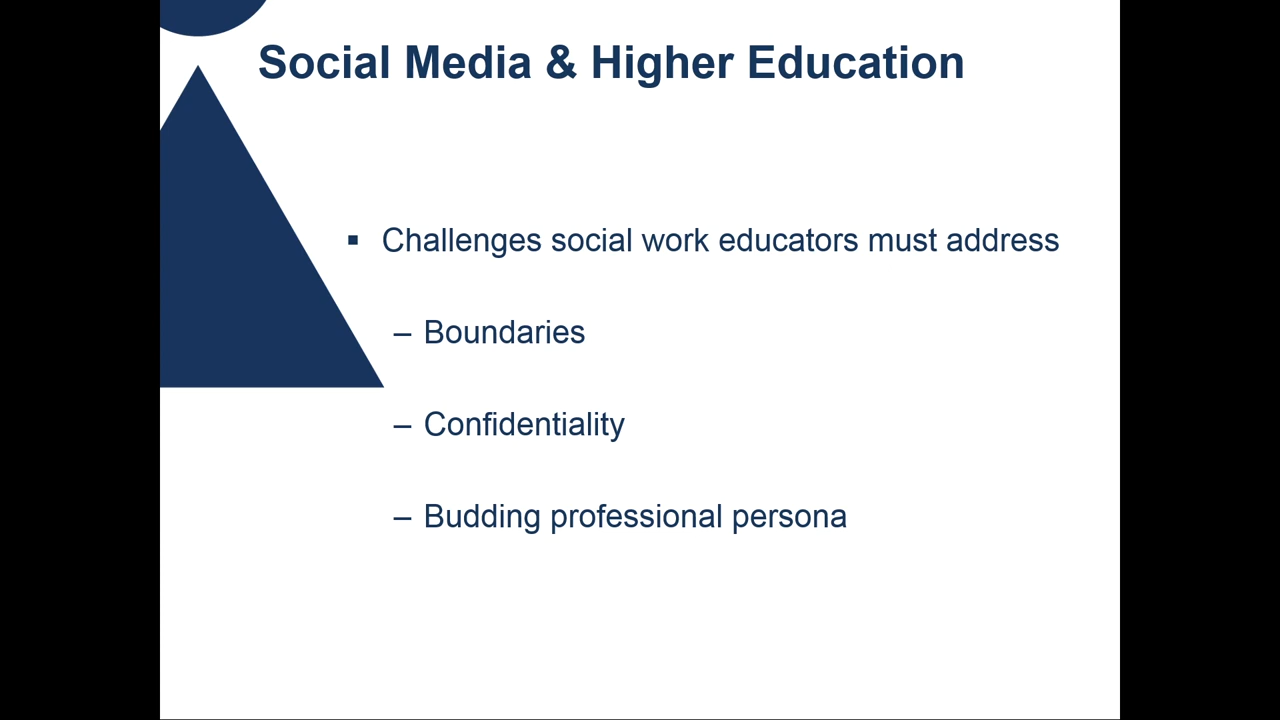 Social Media & Higher Education
▪ Challenges social work educators must address
– Boundaries
– Confidentiality
– Budding professional persona